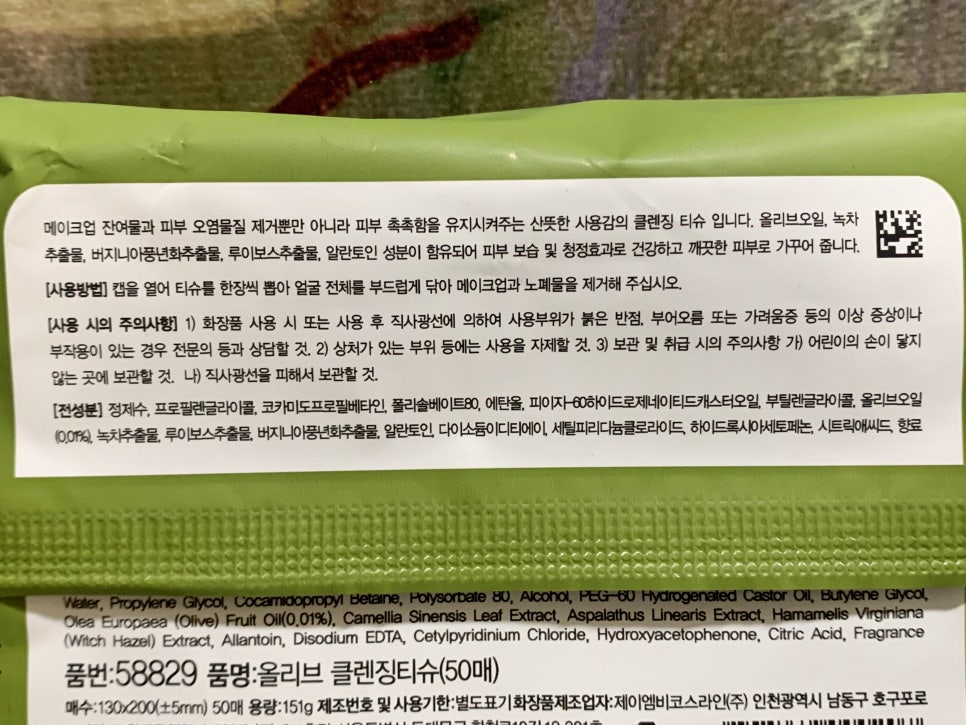 메이크업 잔여물과 피부 오염물질 제거뿐만 아니라 피부 촉촉함을 유지시켜주는 산뜻한 사용감의 클렌징 티슈 입니다. 올리브오일, 녹차
추출물, 버지니아풍년화추출물, 루이보스추출물, 알란토인 성분이 함유되어 피부 보습 및 청정효과로 건강하고 깨끗한 피부로 가꾸어 줍니다.
[사용방법] 캡을 열어 티슈를 한장씩 뽑아 얼굴 전체를 부드럽게 닦아 메이크업과 노폐물을 제거해 주십시오.
[사용 시의 주의사항] 1) 화장품 사용 시 또는 사용 후 직사광선에 의하여 사용부위가 붉은 반점, 부어오름 또는 가려움증 등의 이상 증상이나
부작용이 있는 경우 전문의 등과 상담할 것. 2) 상처가 있는 부위 등에는 사용을 자제할 것. 3) 보관 및 취급 시의 주의사항 가) 어린이의 손이 닿지
않는 곳에 보관할 것. 나) 직사광선을 피해서 보관할 것.
[전성분] 정제수, 프로필렌글라이콜, 코카미도프로필베타인, 폴리솔베이트80, 에탄올, 피이지-60하이드로제네이티드캐스터오일, 부틸렌글라이콜, 올리브오일
(0.01%), 녹차추출물, 루이보스추출물, 버지니아풍년화추출물, 알란토인, 다이소듐이디티에이, 세틸피리디늄클로라이드, 하이드록시아세토페논, 시트릭애씨드, 향료
Water, Propylene Glycol, Cocamidopropyl Betaine, Polysorbate 80, Alcohol, PEG-60 Hydrogenated Castor Oil, Butylene Glycol,
Olea Europaea (Olive) Fruit Oil(0,01%), Camellia Sinensis Leaf Extract, Aspalathus Linearis Extract, Hamamelis Virginiana
(Witch Hazel) Extract, Allantoin, Disodium EDTA, Cetylpyridinium Chloride, Hydroxyacetophenone, Citric Acid, Fragrance
품번:58829 품명:올리브 클렌징티슈(50매)
매수:130x200(±5mm) 50매 용량:151g 제조번호 및 사용기한:별도표기 화장품제조업자:제이엠비코스라인(주) 인천광역시 남동구 호구포로